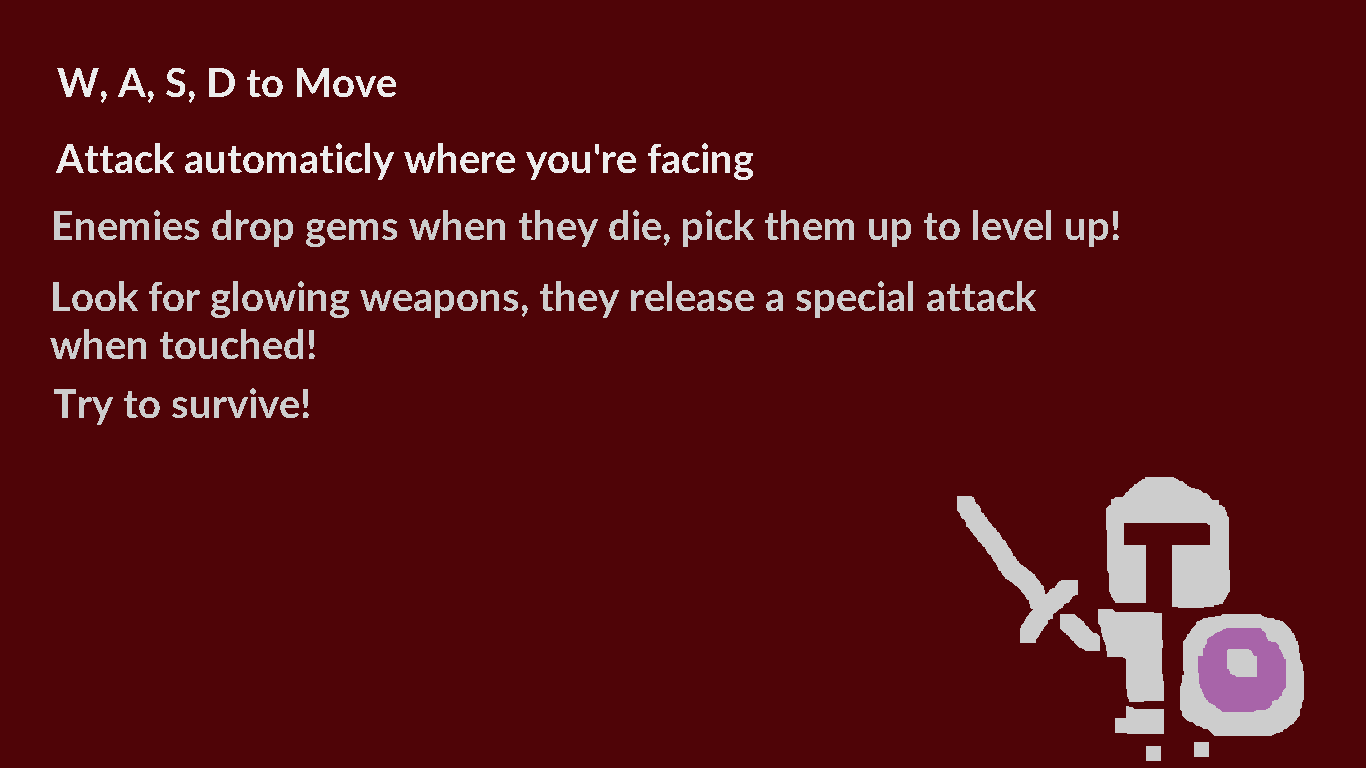 W, A, S, D to Move
Attack automaticly where you're facing
Enemies drop gems when they die, pick them up to level up!
Look for glowing weapons, they release a special attack
when touched!
Try to survive!